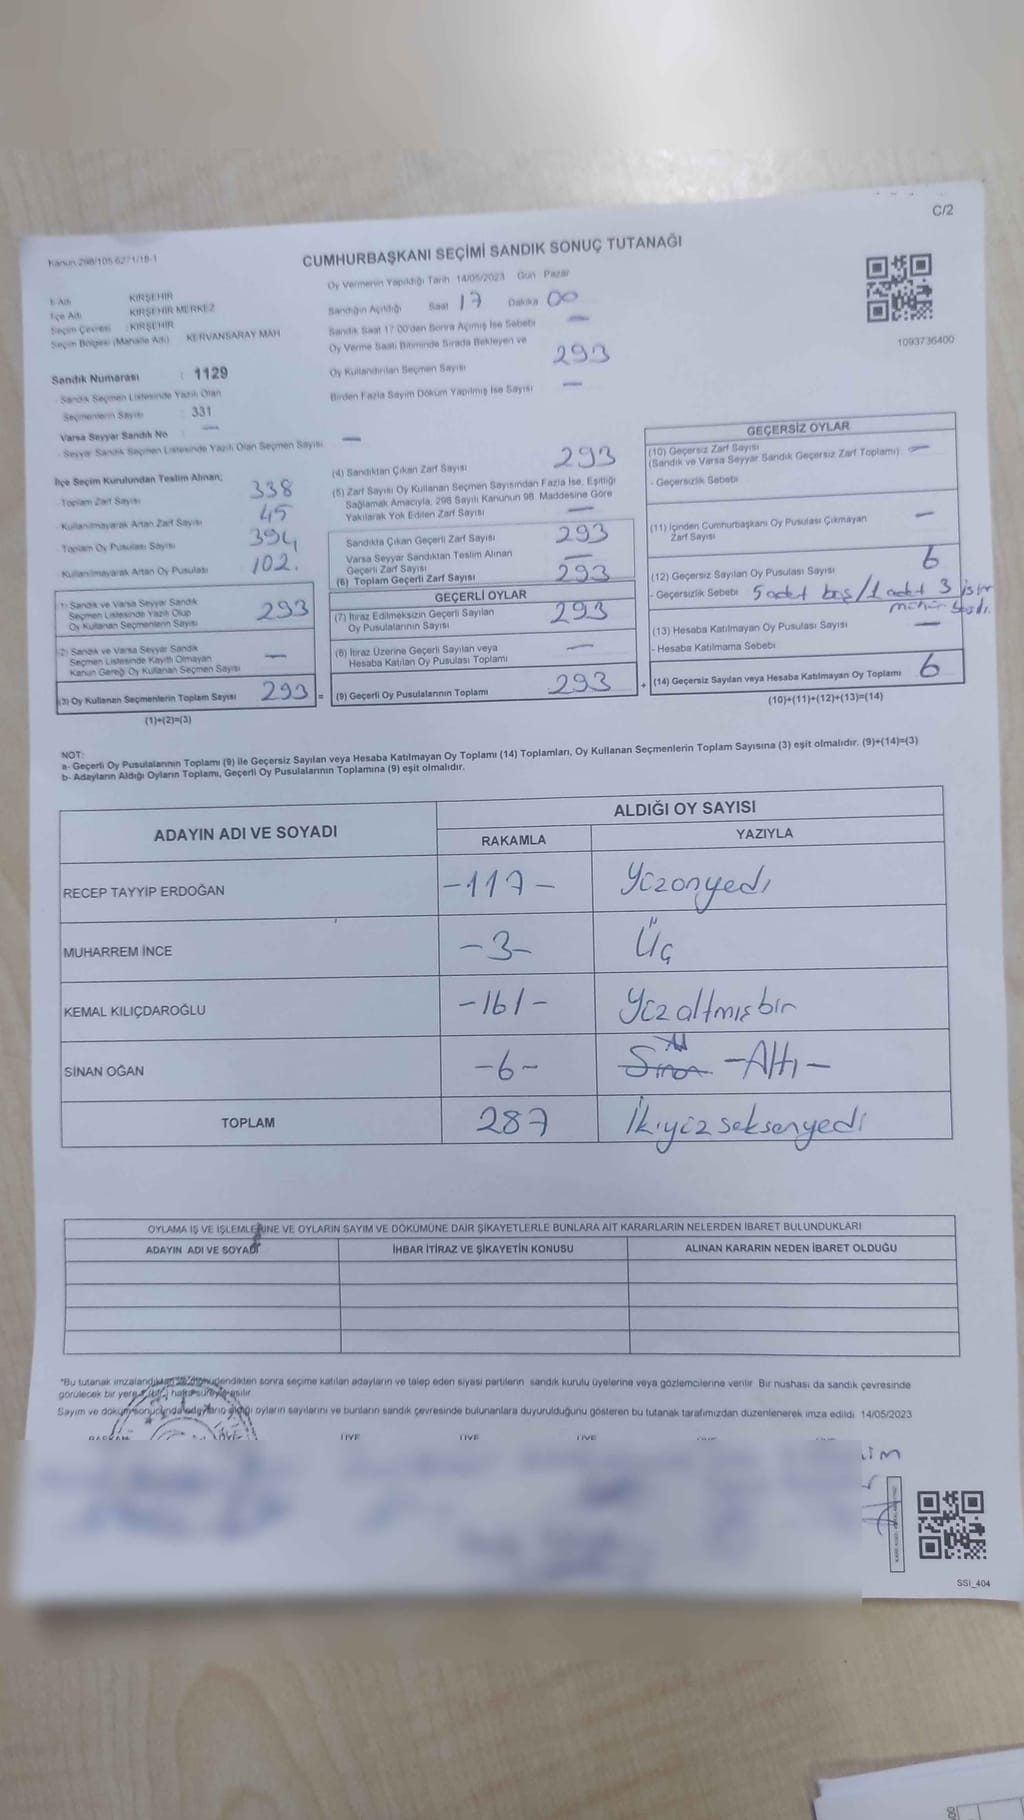 C/2
Kanun 298/105 6271/18-1
CUMHURBAŞKANI SEÇİMİ SANDIK SONUÇ TUTANAĞI
Oy Vermenin Yapıldığı Tarih 14/05/2023 Gün Pazar
İl Adı KIRŞEHİR
İlçe Adı KIRŞEHİR MERKEZ
Seçim Çevresi : KIRŞEHİR
Seçim Bölgesi (Mahalle Adı) KERVANSARAY MAH
Sandığın Açıldığı Saat 17 Dakika 00
Sandık Saat 17 00'den Sonra Açılmış İse Sebebi —
Oy Verme Saati Bitiminde Sırada Bekleyen ve
Oy Kullandırılan Seçmen Sayısı 293
Birden Fazla Sayım Döküm Yapılmış İse Sayısı —
1093736400
Sandık Numarası : 1129
Sandık Seçmen Listesinde Yazılı Olan
Seçmenlerin Sayısı : 331
Varsa Seyyar Sandık No —
- Seyyar Sandık Seçmen Listesinde Yazılı Olan Seçmen Sayısı —
İlçe Seçim Kurulundan Teslim Alınan;
- Toplam Zarf Sayısı 338
- Kullanılmayarak Artan Zarf Sayısı 45
- Toplam Oy Pusulası Sayısı 394
- Kullanılmayarak Artan Oy Pusulası 102.
(1) Sandık ve Varsa Seyyar Sandık
Seçmen Listesinde Yazılı Olup
Oy Kullanan Seçmenlerin Sayısı 293
(2) Sandık ve Varsa Seyyar Sandık
Seçmen Listesinde Kayıtlı Olmayan
Kanun Gereği Oy Kullanan Seçmen Sayısı —
(3) Oy Kullanan Seçmenlerin Toplam Sayısı 293 =
(1)+(2)=(3)
(4) Sandıktan Çıkan Zarf Sayısı 293
(5) Zarf Sayısı Oy Kullanan Seçmen Sayısından Fazla İse, Eşitliği
Sağlamak Amacıyla, 298 Sayılı Kanunun 98. Maddesine Göre
Yakılarak Yok Edilen Zarf Sayısı —
Sandıkta Çıkan Geçerli Zarf Sayısı 293
Varsa Seyyar Sandıktan Teslim Alınan
Geçerli Zarf Sayısı —
(6) Toplam Geçerli Zarf Sayısı 293
GEÇERLİ OYLAR
(7) İtiraz Edilmeksizin Geçerli Sayılan
Oy Pusulalarının Sayısı 293
(8) İtiraz Üzerine Geçerli Sayılan veya
Hesaba Katılan Oy Pusulası Toplamı —
(9) Geçerli Oy Pusulalarının Toplamı 293 +
GEÇERSİZ OYLAR
(10) Geçersiz Zarf Sayısı —
(Sandık ve Varsa Seyyar Sandık Geçersiz Zarf Toplamı)
- Geçersizlik Sebebi
(11) İçinden Cumhurbaşkanı Oy Pusulası Çıkmayan
Zarf Sayısı —
(12) Geçersiz Sayılan Oy Pusulası Sayısı 6
- Geçersizlik Sebebi 5 adet boş/1 adet 3 isim
mühür
(13) Hesaba Katılmayan Oy Pusulası Sayısı —
- Hesaba Katılmama Sebebi
(14) Geçersiz Sayılan veya Hesaba Katılmayan Oy Toplamı 6
(10)+(11)+(12)+(13)=(14)
NOT:
a- Geçerli Oy Pusulalarının Toplamı (9) ile Geçersiz Sayılan veya Hesaba Katılmayan Oy Toplamı (14) Toplamları, Oy Kullanan Seçmenlerin Toplam Sayısına (3) eşit olmalıdır. (9)+(14)=(3)
b- Adayların Aldığı Oyların Toplamı, Geçerli Oy Pusulalarının Toplamına (9) eşit olmalıdır.
ADAYIN ADI VE SOYADI ALDIĞI OY SAYISI
RAKAMLA YAZIYLA
RECEP TAYYİP ERDOĞAN -117- Yüzonyedi
MUHARREM İNCE -3- Üç
KEMAL KILIÇDAROĞLU -161- Yüz altmış bir
SİNAN OĞAN -6- -Altı-
TOPLAM 287 İkiyüz seksenyedi
OYLAMA İŞ VE İŞLEMLERİNE VE OYLARIN SAYIM VE DÖKÜMÜNE DAİR ŞİKAYETLERLE BUNLARA AİT KARARLARIN NELERDEN İBARET BULUNDUKLARI
ADAYIN ADI VE SOYADI İHBAR İTİRAZ VE ŞİKAYETİN KONUSU ALINAN KARARIN NEDEN İBARET OLDUĞU
*Bu tutanak imzalandıktan ve mühürlendikten sonra seçime katılan adayların ve talep eden siyasi partilerin sandık kurulu üyelerine veya gözlemcilerine verilir. Bir nüshası da sandık çevresinde
görülecek bir yere 1 (bir) hafta süreyle asılır.
Sayım ve döküm sonucunda adayların aldığı oyların sayılarını ve bunların sandık çevresinde bulunanlara duyurulduğunu gösteren bu tutanak tarafımızdan düzenlenerek imza edildi. 14/05/2023
BAŞKAN ÜYE ÜYE ÜYE ÜYE
SSİ_404